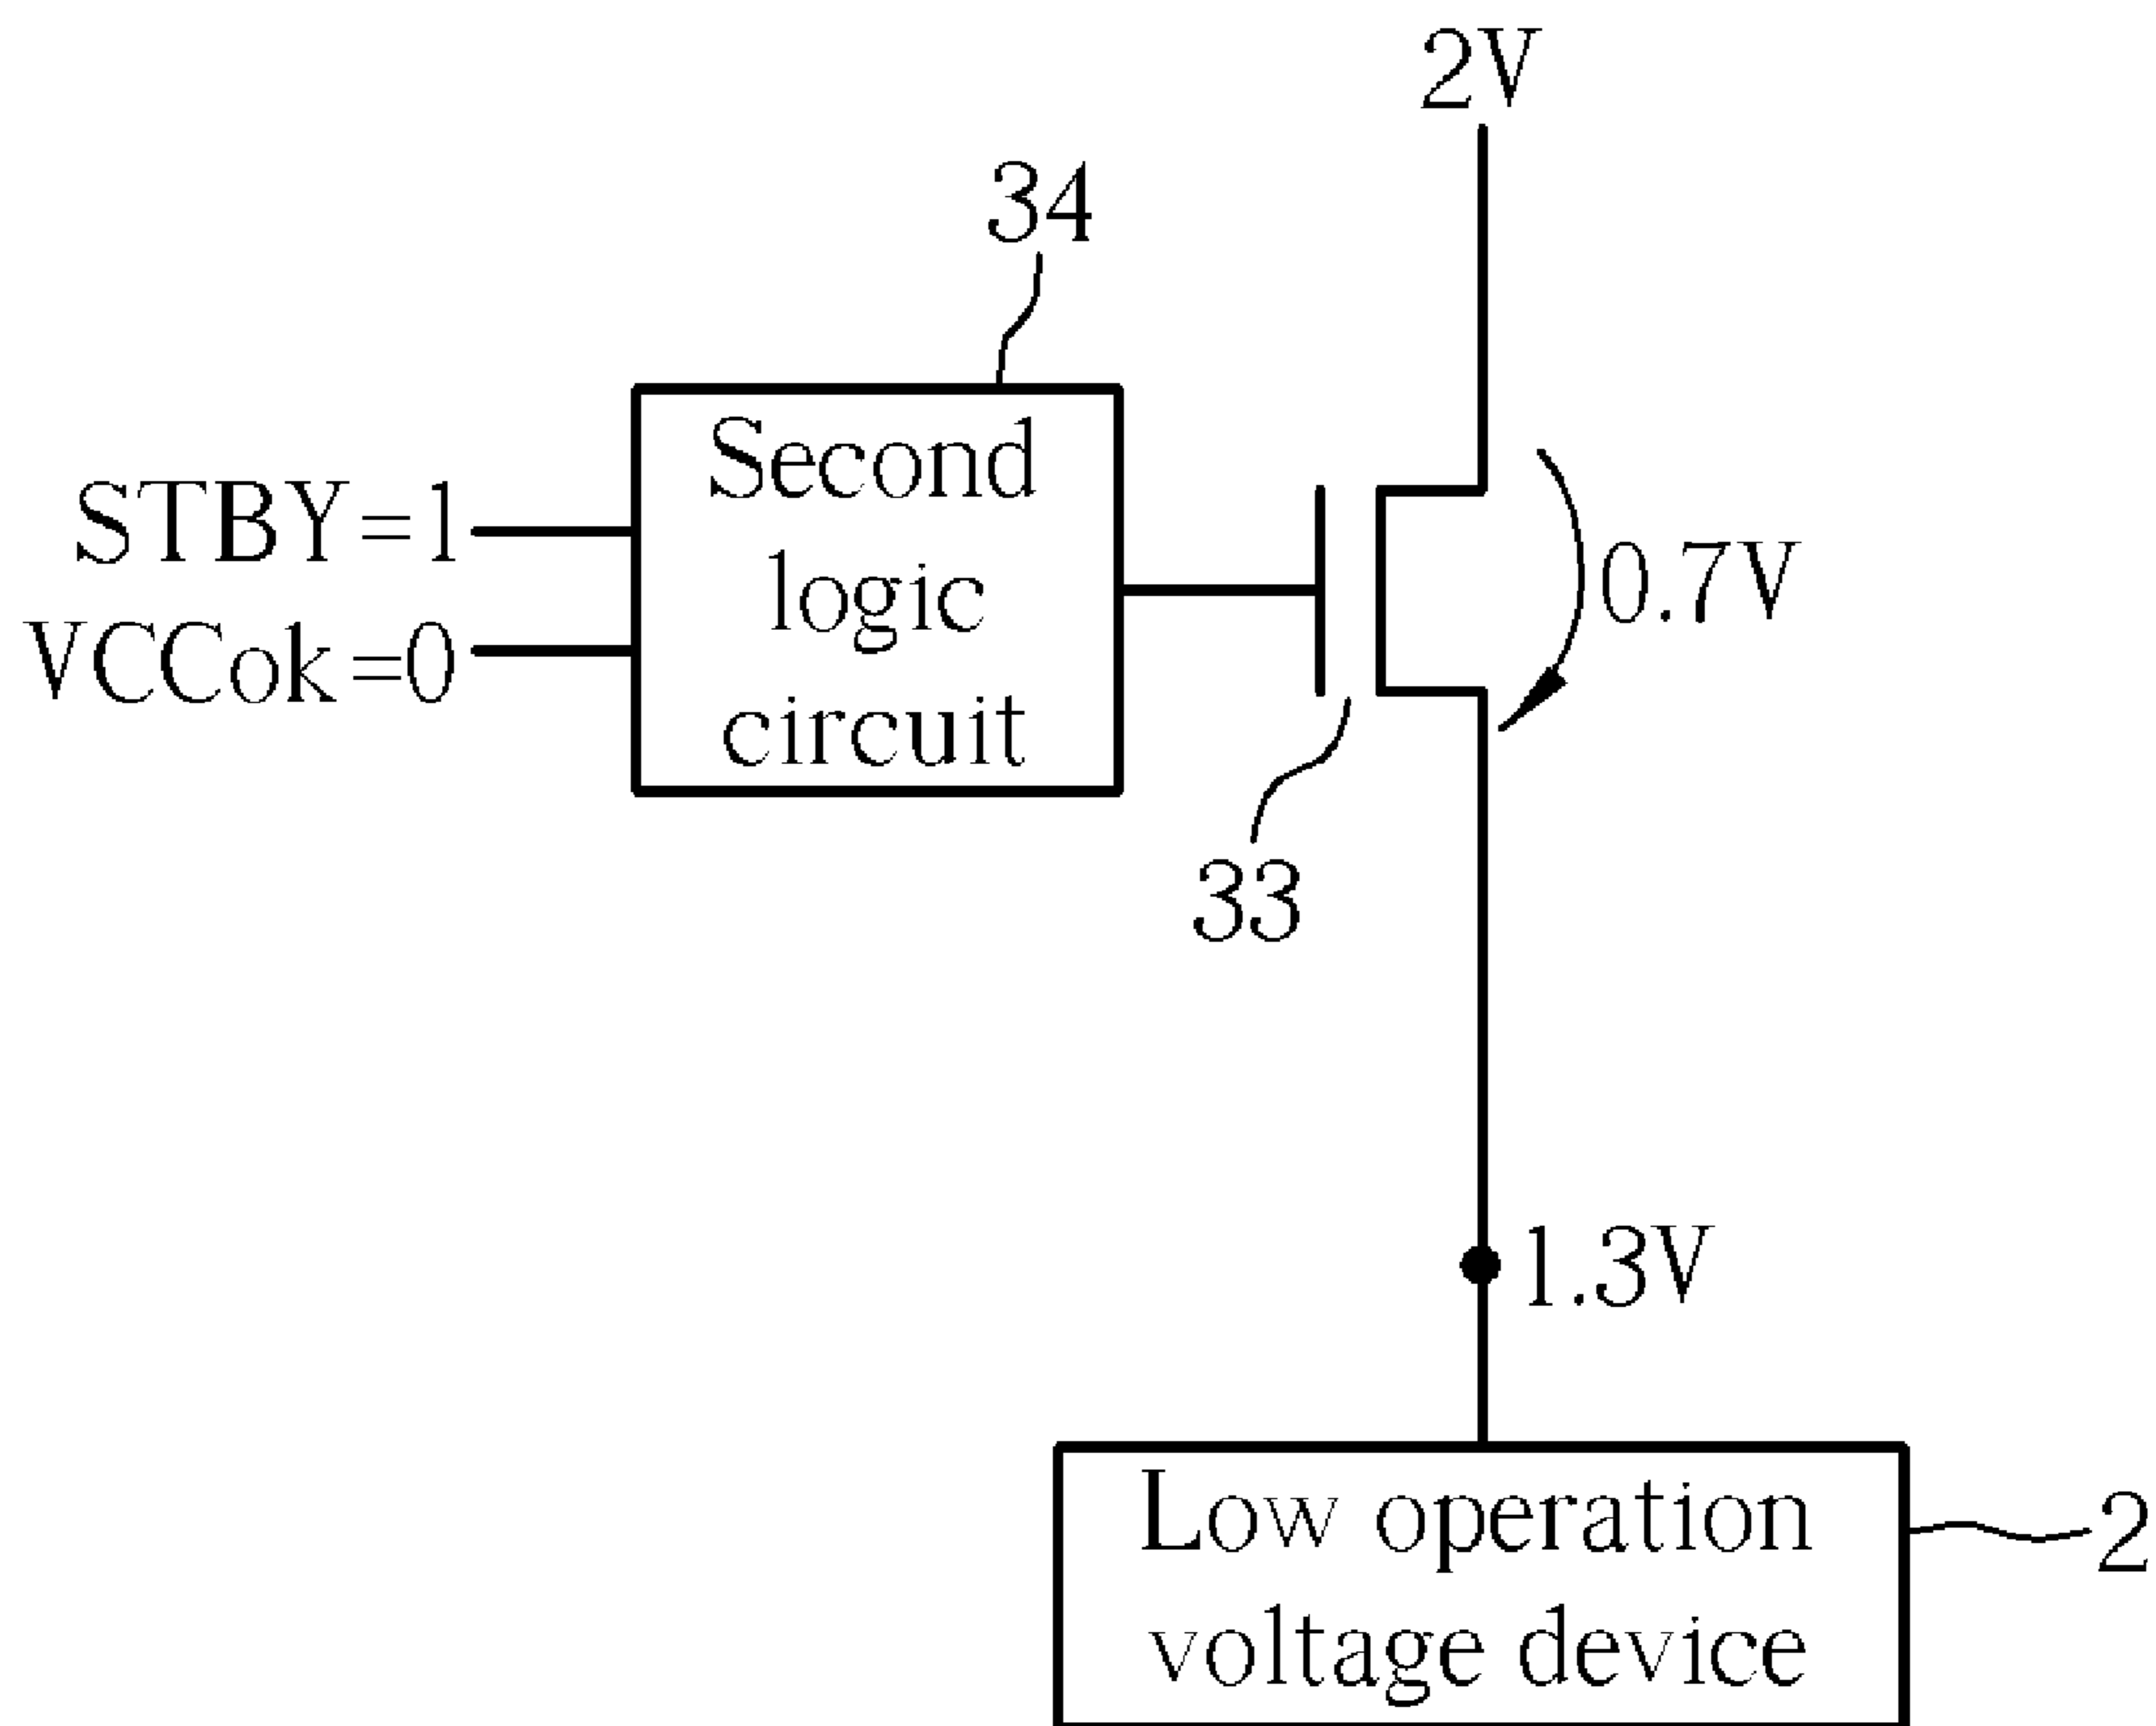 2V
34
Second
logic
circuit
STBY=1
VCCok=0
0.7V
33
1.3V
Low operation
voltage device
2